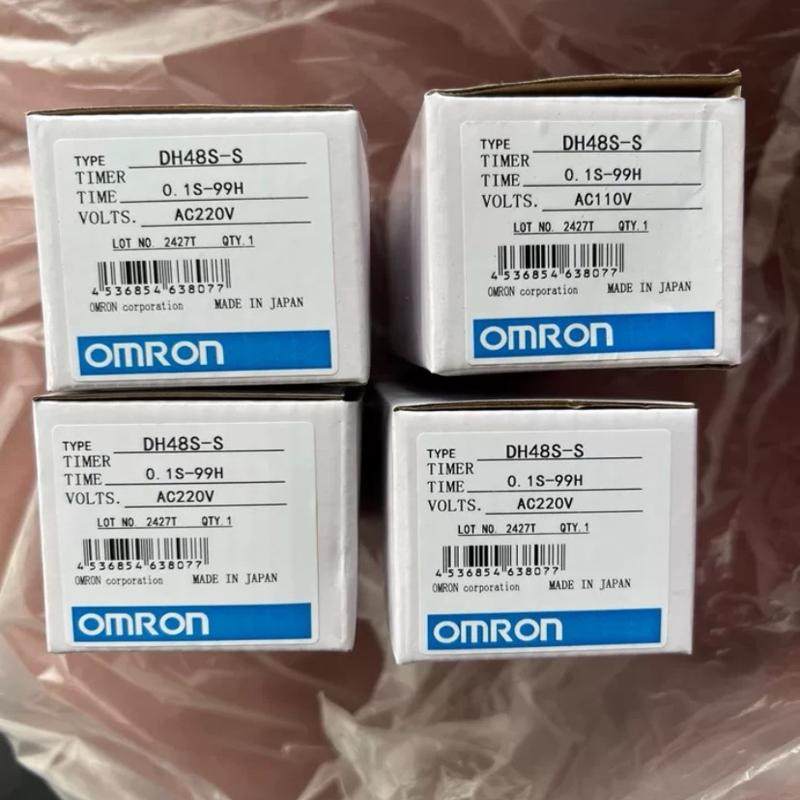 TYPE DH48S-S
TIMER
TIME 0.1S-99H
VOLTS. AC220V
LOT NO. 2427T QTY.1
4 536854 638077
OMRON corporation MADE IN JAPAN
OMRON
TYPE DH48S-S
TIMER
TIME 0.1S-99H
VOLTS. AC110V
LOT NO. 2427T QTY.1
4 536854 638077
OMRON corporation MADE IN JAPAN
OMRON
TYPE DH48S-S
TIMER
TIME 0.1S-99H
VOLTS. AC220V
LOT NO. 2427T QTY.1
4 536854 638077
OMRON corporation MADE IN JAPAN
OMRON
TYPE DH48S-S
TIMER
TIME 0.1S-99H
VOLTS. AC220V
LOT NO. 2427T QTY.1
4 536854 638077
OMRON corporation MADE IN JAPAN
OMRON